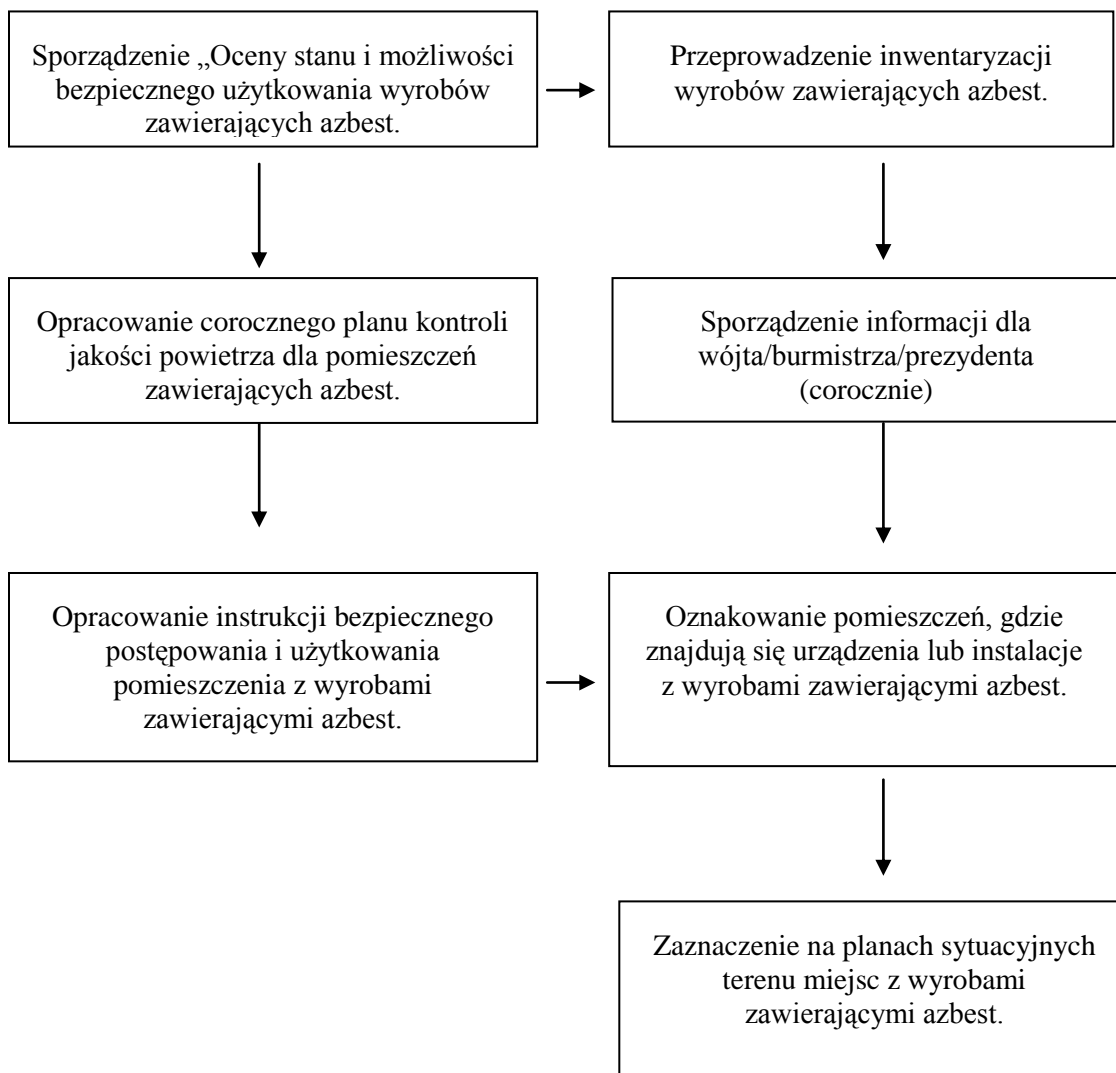 Sporządzenie „Oceny stanu i możliwości
bezpiecznego użytkowania wyrobów
zawierających azbest.
Przeprowadzenie inwentaryzacji
wyrobów zawierających azbest.
Opracowanie corocznego planu kontroli
jakości powietrza dla pomieszczeń
zawierających azbest.
Sporządzenie informacji dla
wójta/burmistrza/prezydenta
(corocznie)
Opracowanie instrukcji bezpiecznego
postępowania i użytkowania
pomieszczenia z wyrobami
zawierającymi azbest.
Oznakowanie pomieszczeń, gdzie
znajdują się urządzenia lub instalacje
z wyrobami zawierającymi azbest.
Zaznaczenie na planach sytuacyjnych
terenu miejsc z wyrobami
zawierającymi azbest.